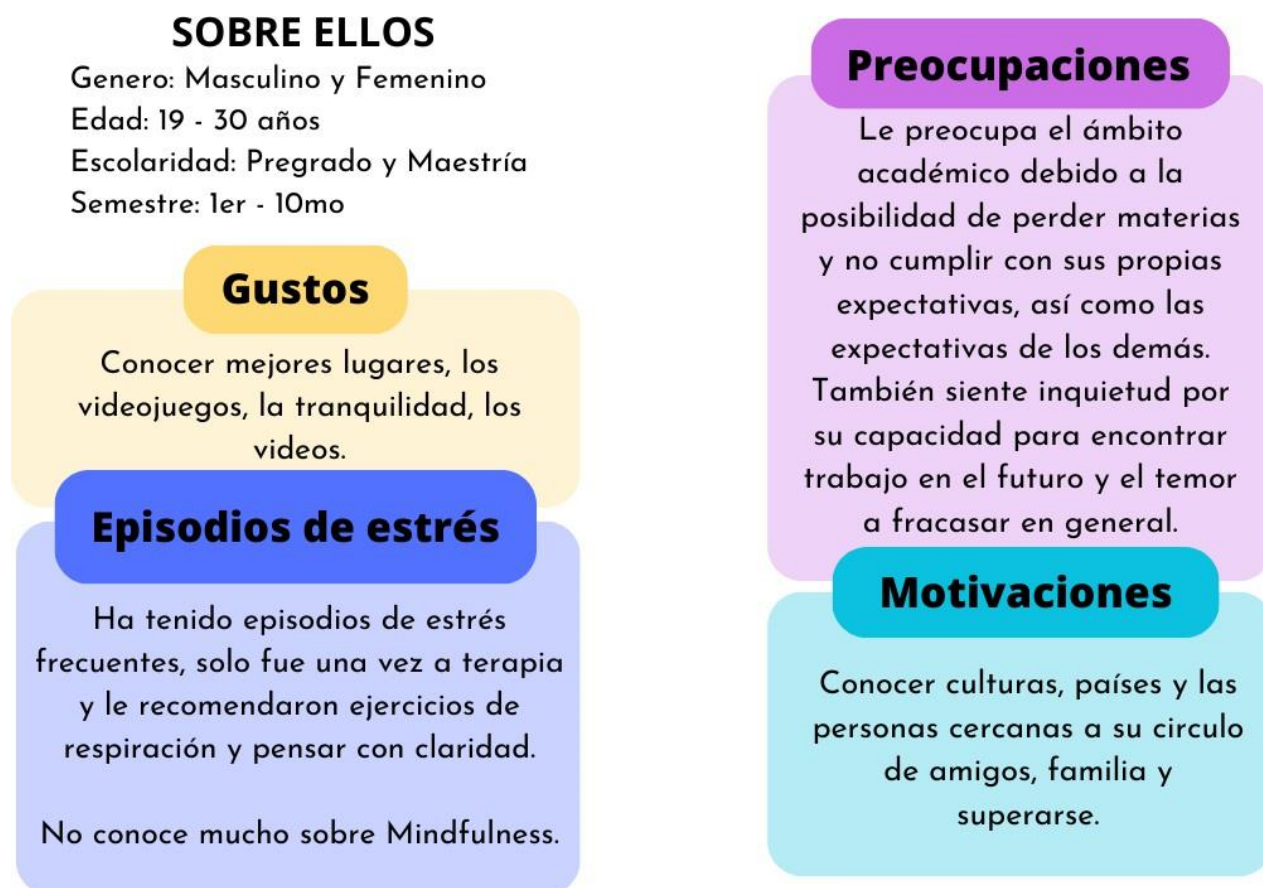 SOBRE ELLOS
Genero: Masculino y Femenino
Edad: 19 - 30 años
Escolaridad: Pregrado y Maestría
Semestre: 1er - 10mo
Gustos
Conocer mejores lugares, los
videojuegos, la tranquilidad, los
videos.
Episodios de estrés
Ha tenido episodios de estrés
frecuentes, solo fue una vez a terapia
y le recomendaron ejercicios de
respiración y pensar con claridad.
No conoce mucho sobre Mindfulness.
Preocupaciones
Le preocupa el ámbito
académico debido a la
posibilidad de perder materias
y no cumplir con sus propias
expectativas, así como las
expectativas de los demás.
También siente inquietud por
su capacidad para encontrar
trabajo en el futuro y el temor
a fracasar en general.
Motivaciones
Conocer culturas, países y las
personas cercanas a su circulo
de amigos, familia y
superarse.